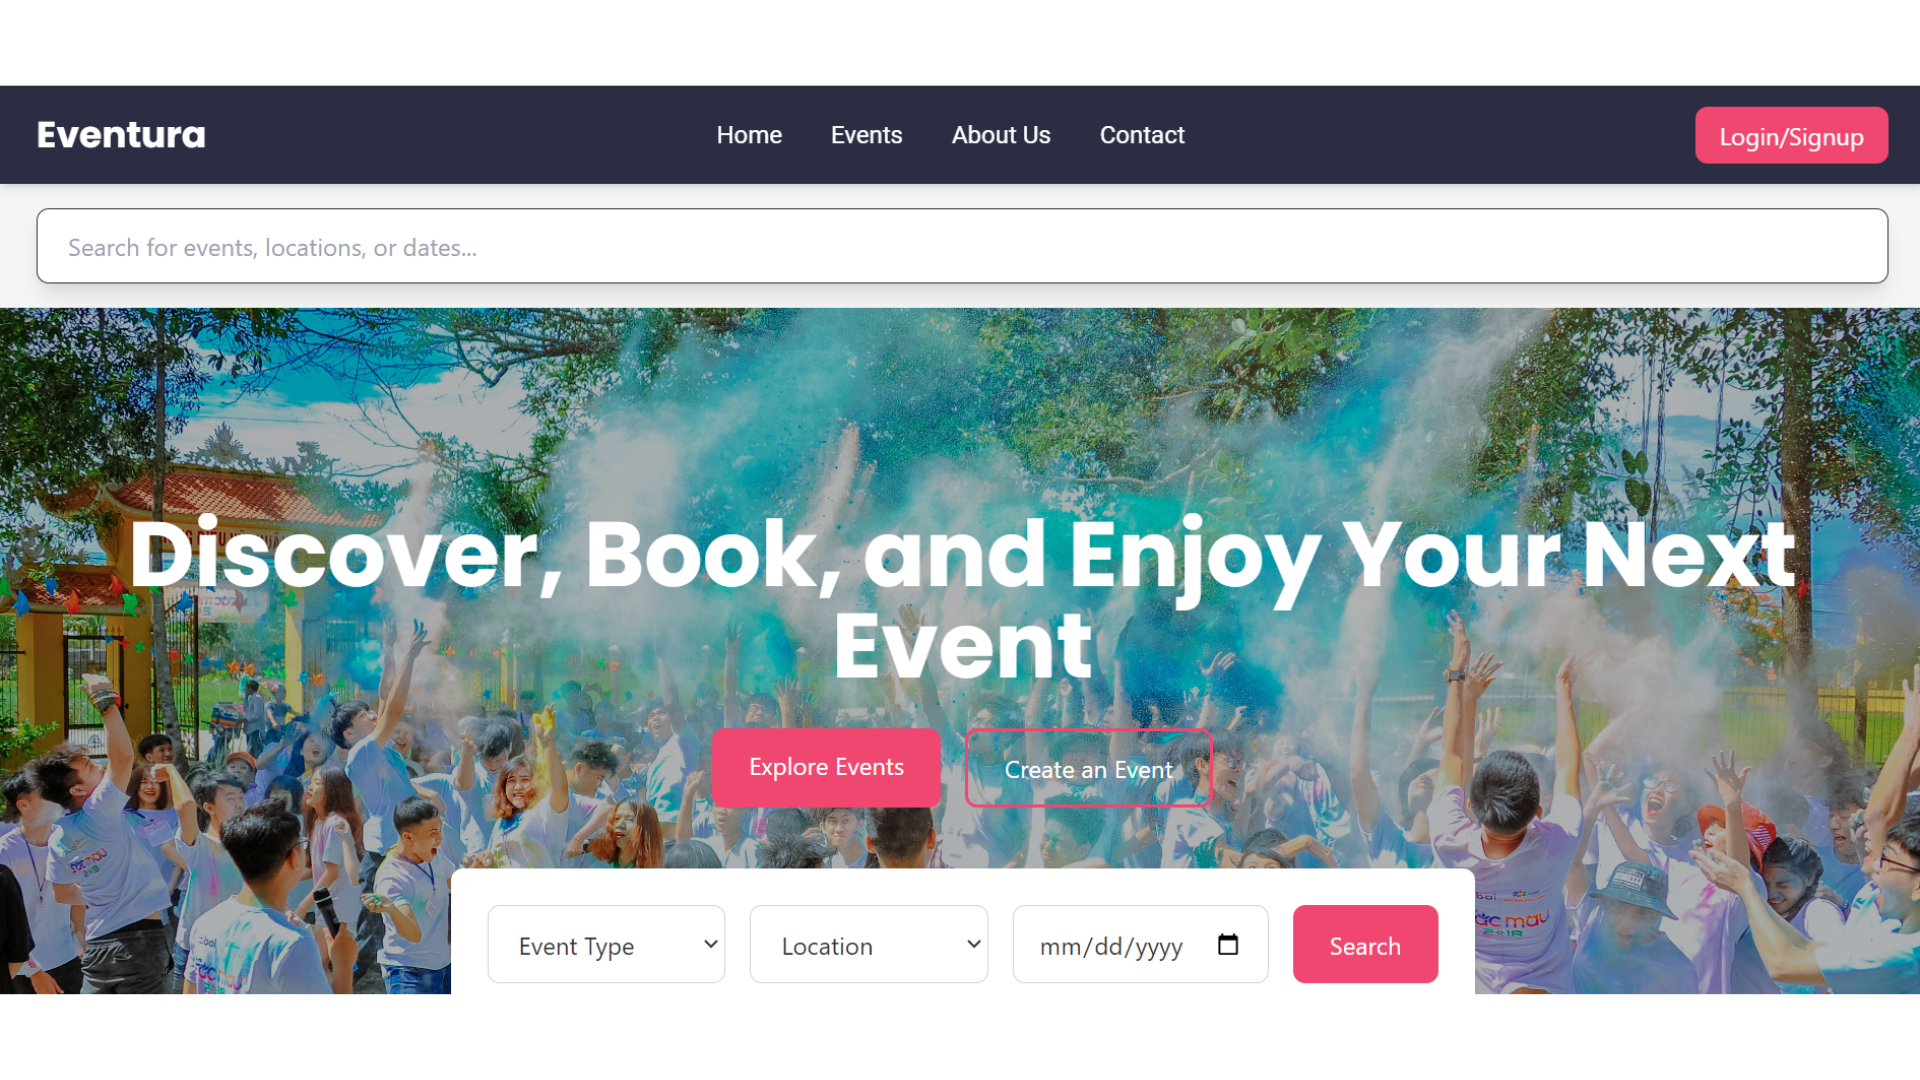 Eventura
Home
Events
About Us
Contact
Login/Signup
Search for events, locations, or dates...
Discover, Book, and Enjoy Your Next
Event
Explore Events
Create an Event
Event Type
Location
mm/dd/yyyy
Search